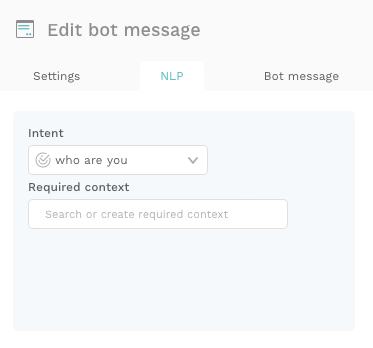 Edit bot message
Settings NLP Bot message
Intent
who are you
Required context
Search or create required context